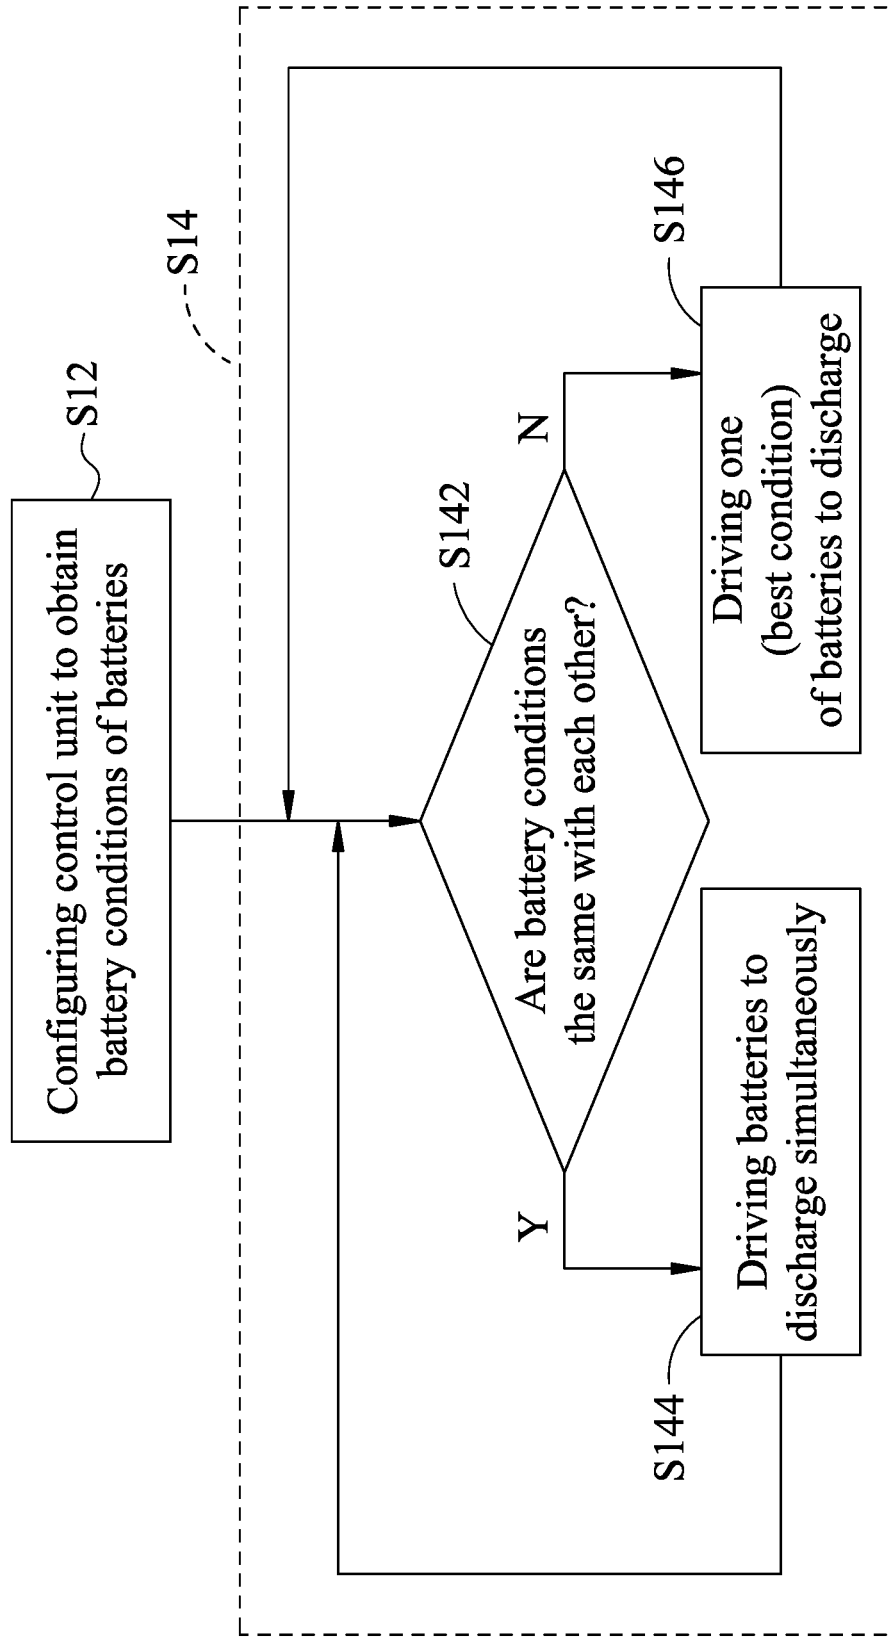 Configuring control unit to obtain
battery conditions of batteries
S12
S14
S142
Are battery conditions
the same with each other?
Y
N
S144
Driving batteries to
discharge simultaneously
S146
Driving one
(best condition)
of batteries to discharge